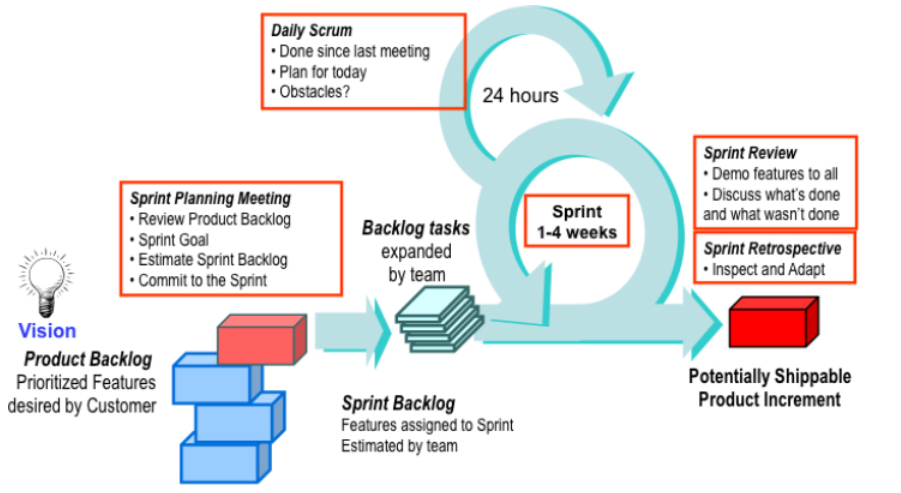 Daily Scrum
• Done since last meeting
• Plan for today
• Obstacles?
24 hours
Sprint Review
• Demo features to all
• Discuss what's done
and what wasn't done
Sprint Retrospective
• Inspect and Adapt
Sprint
1-4 weeks
Sprint Planning Meeting
• Review Product Backlog
• Sprint Goal
• Estimate Sprint Backlog
• Commit to the Sprint
Backlog tasks
expanded
by team
Vision
Product Backlog
Prioritized Features
desired by Customer
Sprint Backlog
Features assigned to Sprint
Estimated by team
Potentially Shippable
Product Increment